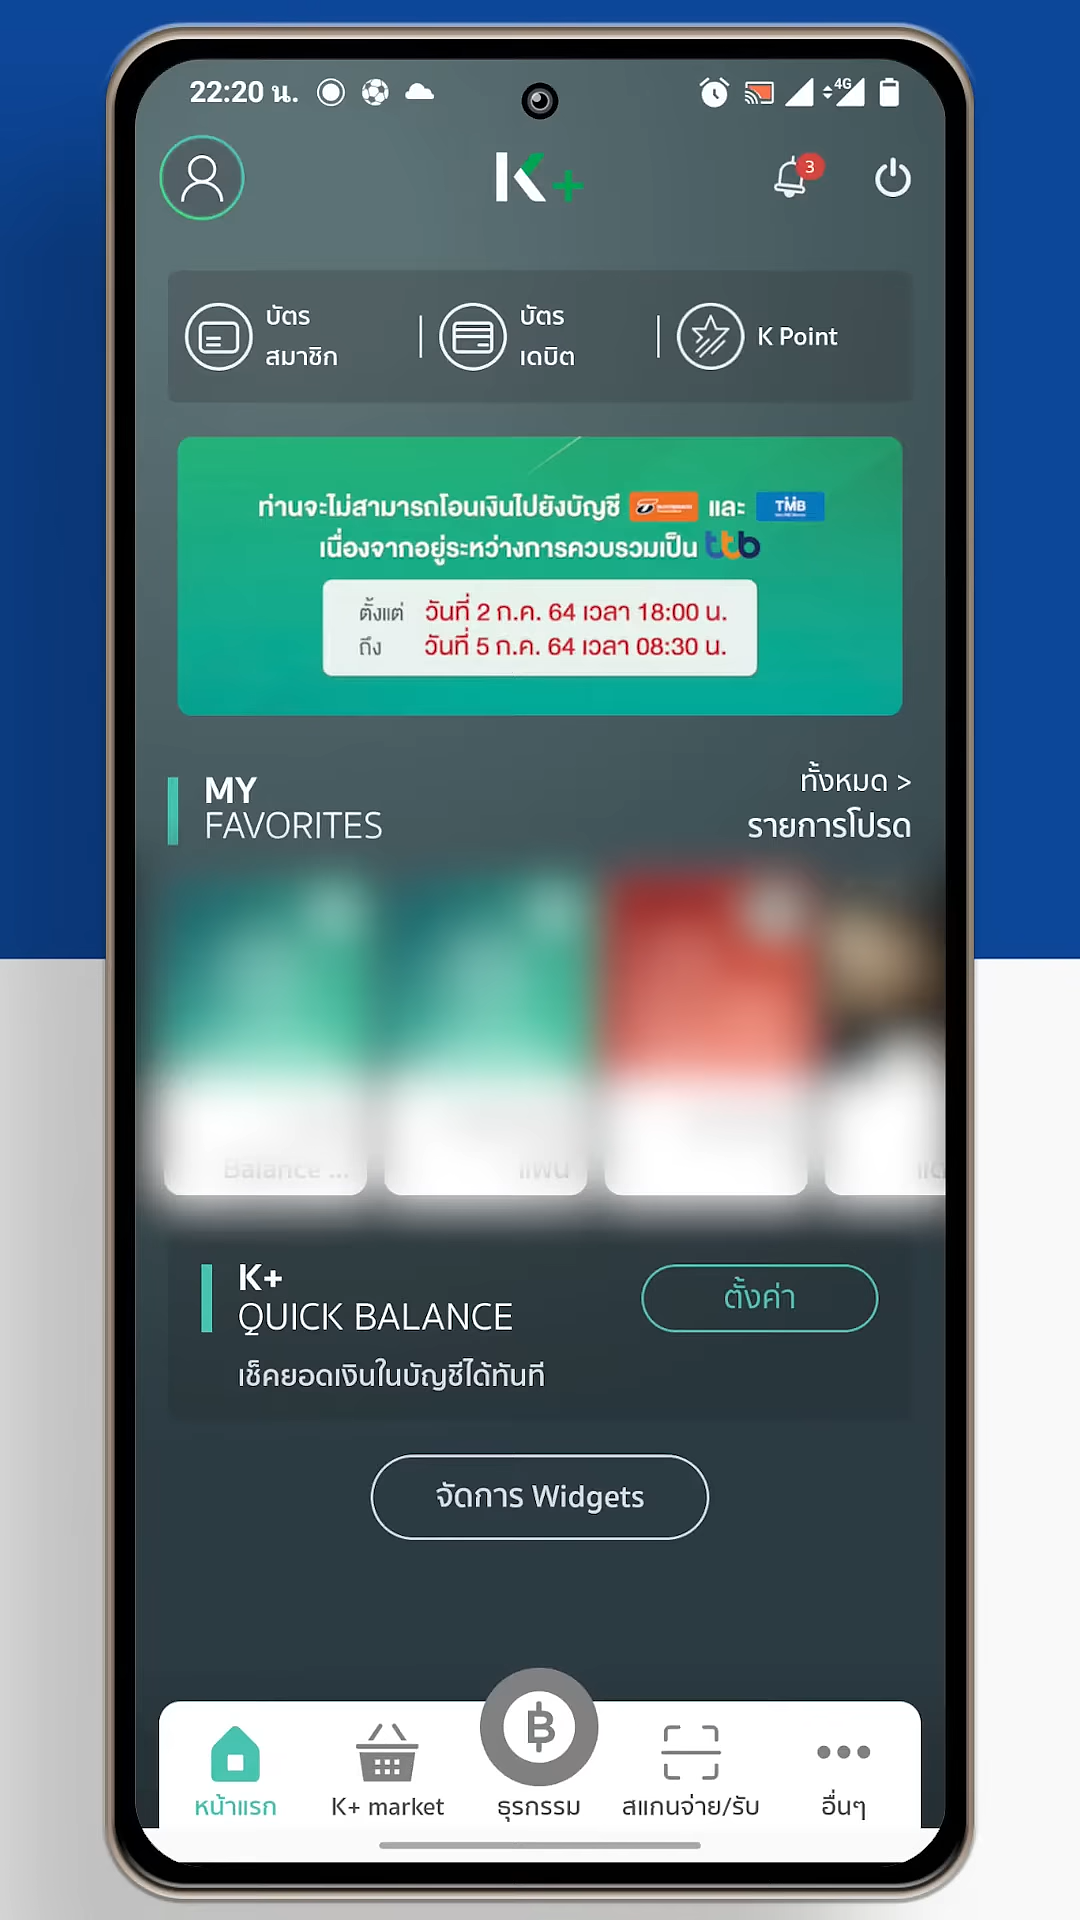 22:20 น.
4G
K+
3
บัตร
สมาชิก
บัตร
เดบิต
K Point
ท่านจะไม่สามารถโอนเงินไปยังบัญชี และ TMB
เนื่องจากอยู่ระหว่างการควบรวมเป็น ttb
ตั้งแต่ วันที่ 2 ก.ค. 64 เวลา 18:00 น.
ถึง วันที่ 5 ก.ค. 64 เวลา 08:30 น.
MY
FAVORITES
ทั้งหมด >
รายการโปรด
Balance ...
แฟน
K+
QUICK BALANCE
ตั้งค่า
เช็คยอดเงินในบัญชีได้ทันที
จัดการ Widgets
หน้าแรก
K+ market
ธุรกรรม
สแกนจ่าย/รับ
อื่นๆ